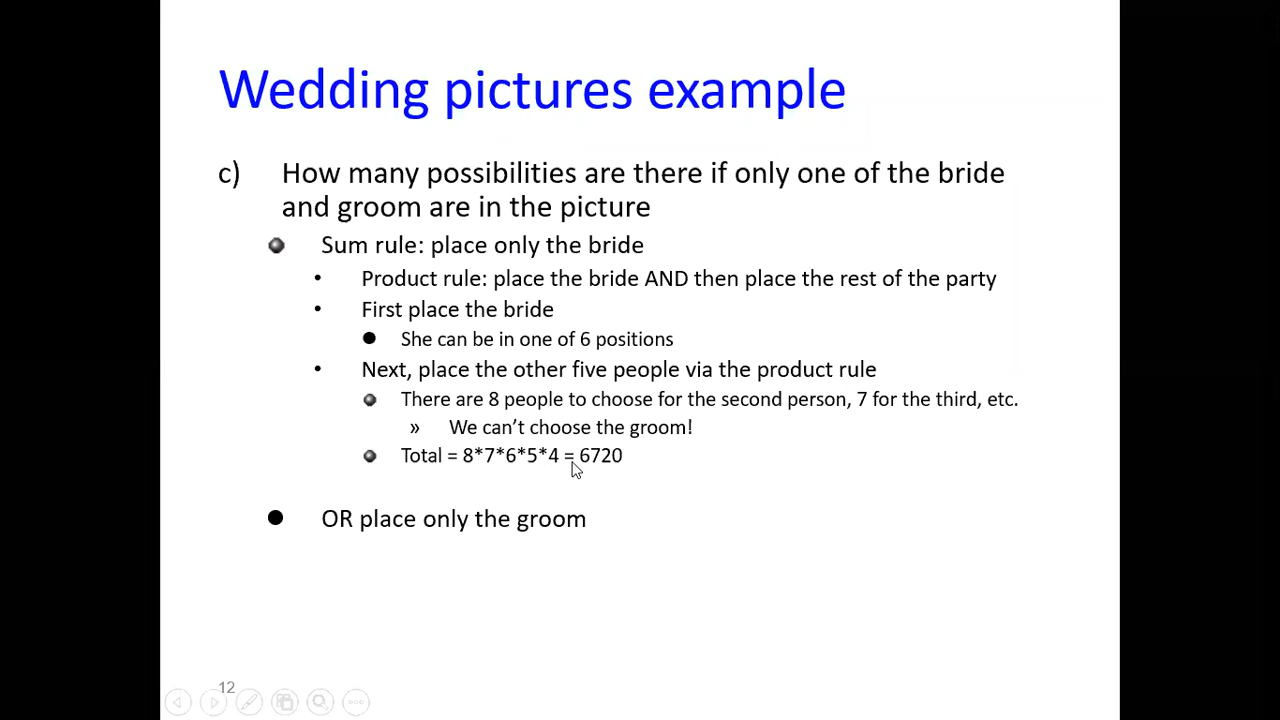 Wedding pictures example
c) How many possibilities are there if only one of the bride
and groom are in the picture
Sum rule: place only the bride
• Product rule: place the bride AND then place the rest of the party
• First place the bride
● She can be in one of 6 positions
• Next, place the other five people via the product rule
There are 8 people to choose for the second person, 7 for the third, etc.
» We can’t choose the groom!
Total = 8*7*6*5*4 = 6720
● OR place only the groom
12